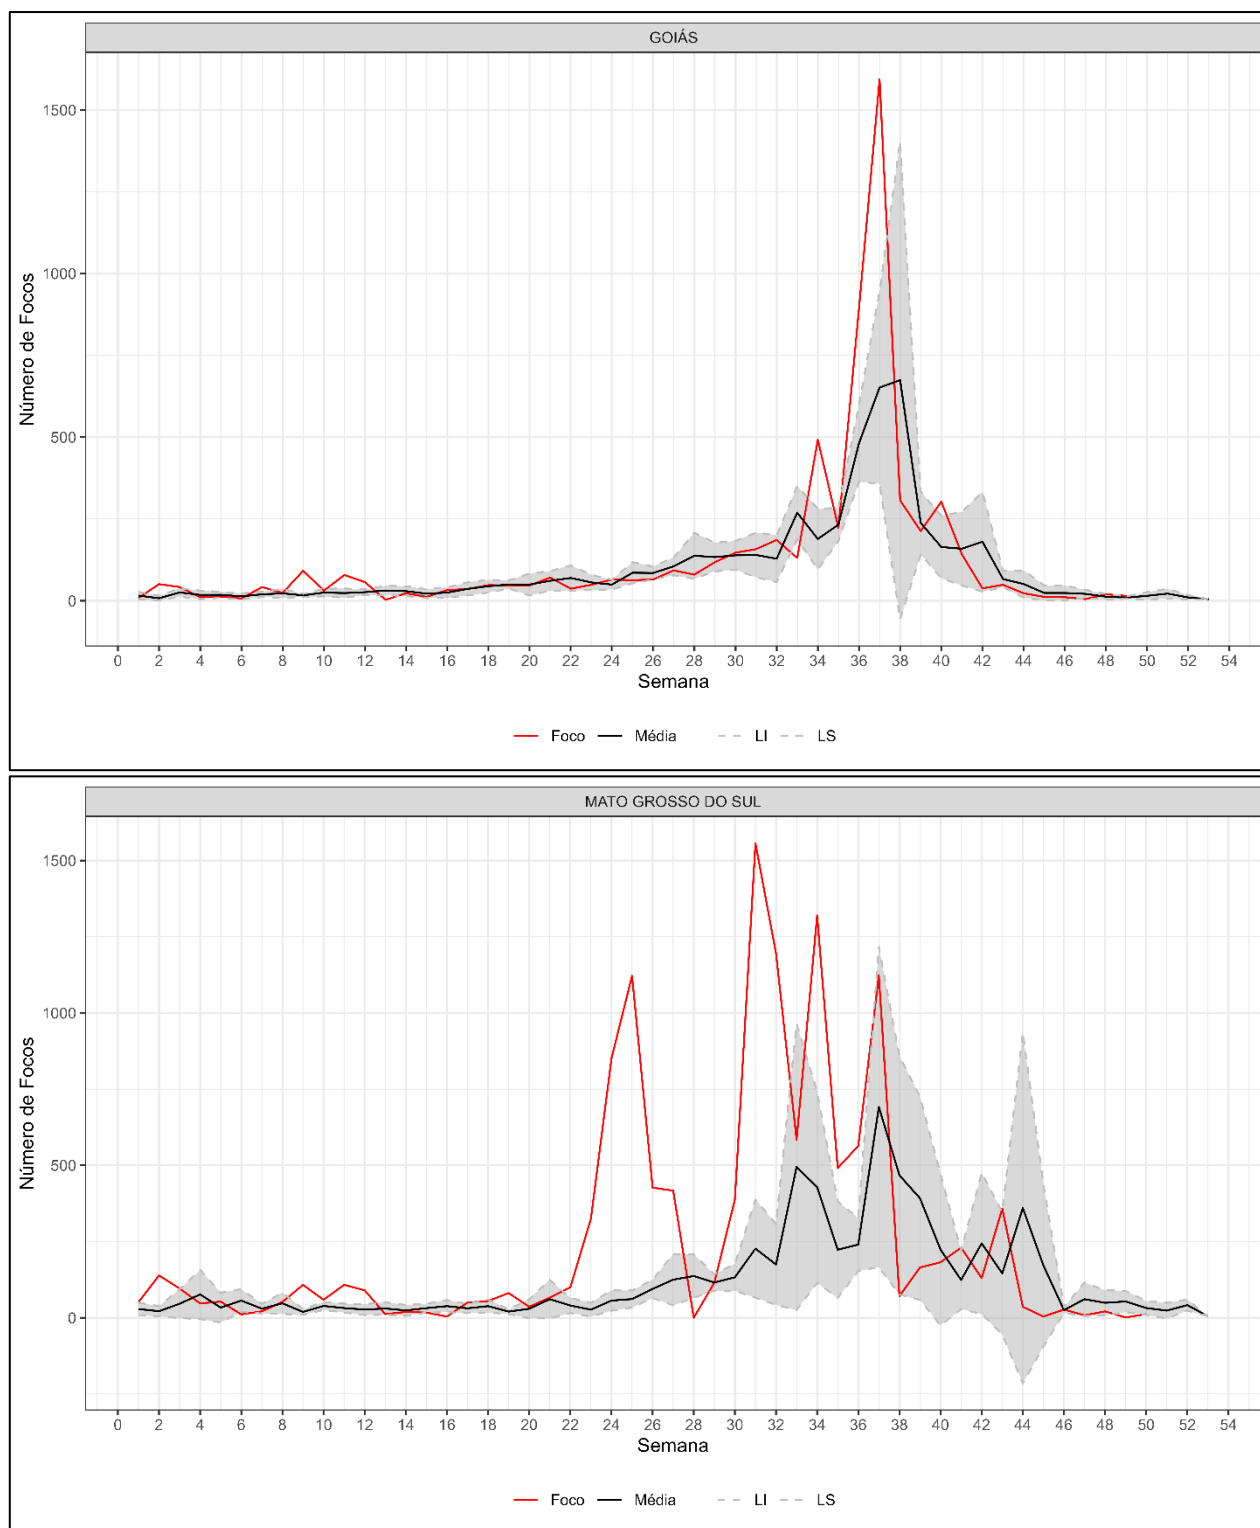 GOIÁS
Número de Focos
1500
1000
500
0
0 2 4 6 8 10 12 14 16 18 20 22 24 26 28 30 32 34 36 38 40 42 44 46 48 50 52 54
Semana
Foco Média LI LS
MATO GROSSO DO SUL
Número de Focos
1500
1000
500
0
0 2 4 6 8 10 12 14 16 18 20 22 24 26 28 30 32 34 36 38 40 42 44 46 48 50 52 54
Semana
Foco Média LI LS